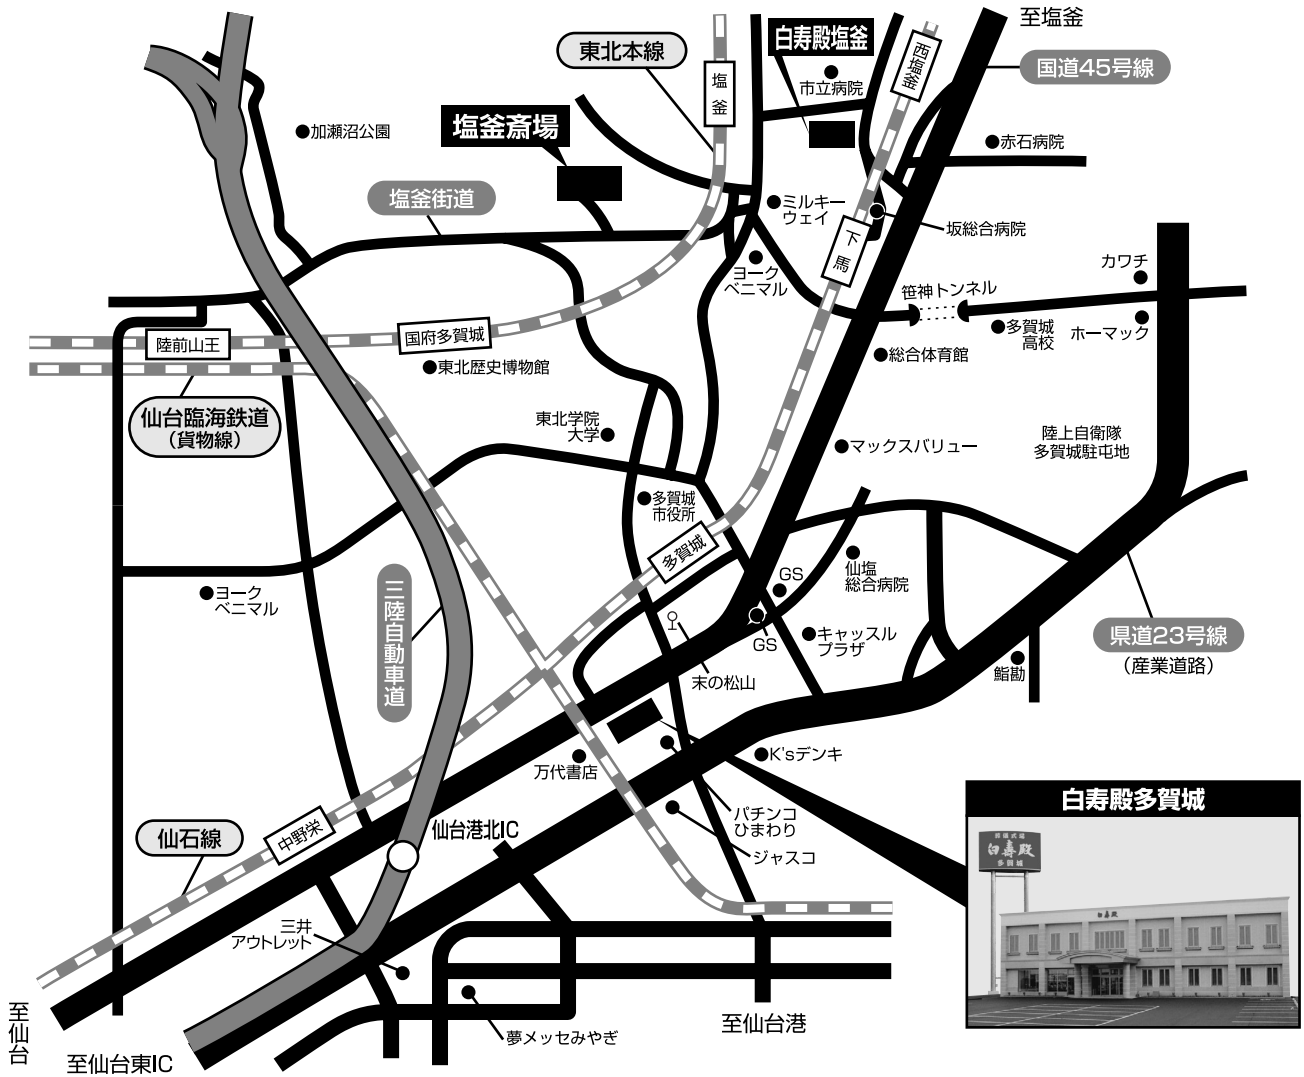 至塩釜
東北本線
白寿殿塩釜
西塩釜
国道45号線
塩釜
市立病院
塩釜斎場
加瀬沼公園
赤石病院
塩釜街道
ミルキー
ウェイ
坂総合病院
下馬
ヨーク
ベニマル
カワチ
笹神トンネル
多賀城
高校
ホーマック
陸前山王
国府多賀城
総合体育館
東北歴史博物館
仙台臨海鉄道
(貨物線)
東北学院
大学
マックスバリュー
陸上自衛隊
多賀城駐屯地
多賀城
市役所
多賀城
仙塩
総合病院
GS
ヨーク
ベニマル
三陸自動車道
GS
キャッスル
プラザ
県道23号線
(産業道路)
鮨勘
末の松山
K'sデンキ
万代書店
パチンコ
ひまわり
ジャスコ
白寿殿多賀城
仙石線
中野栄
仙台港北IC
白壽殿
多賀城
白壽殿
三井
アウトレット
夢メッセみやぎ
至仙台港
至仙台
至仙台東IC